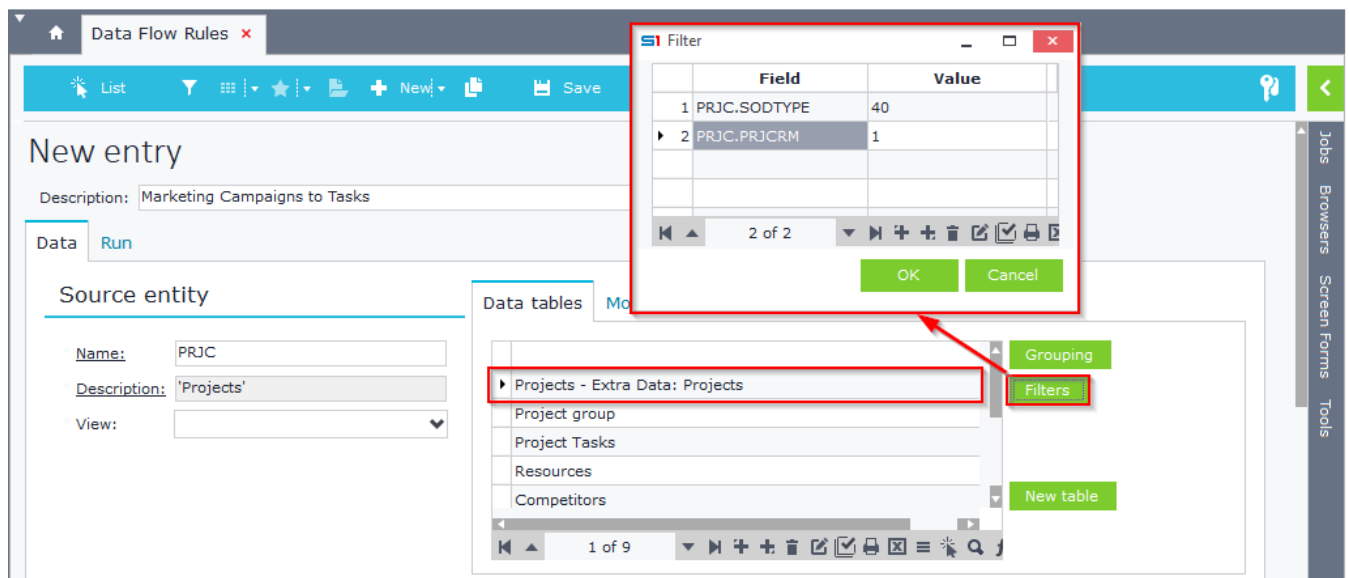 Data Flow Rules ×
S1 Filter
Field Value
1 PRJC.SODTYPE 40
2 PRJC.PRJCRM 1
2 of 2
OK Cancel
List New Save
New entry
Description: Marketing Campaigns to Tasks
Data Run
Source entity
Name: PRJC
Description: 'Projects'
View:
Data tables Mo
Projects - Extra Data: Projects
Project group
Project Tasks
Resources
Competitors
1 of 9
Grouping
Filters
New table
Jobs
Browsers
Screen Forms
Tools